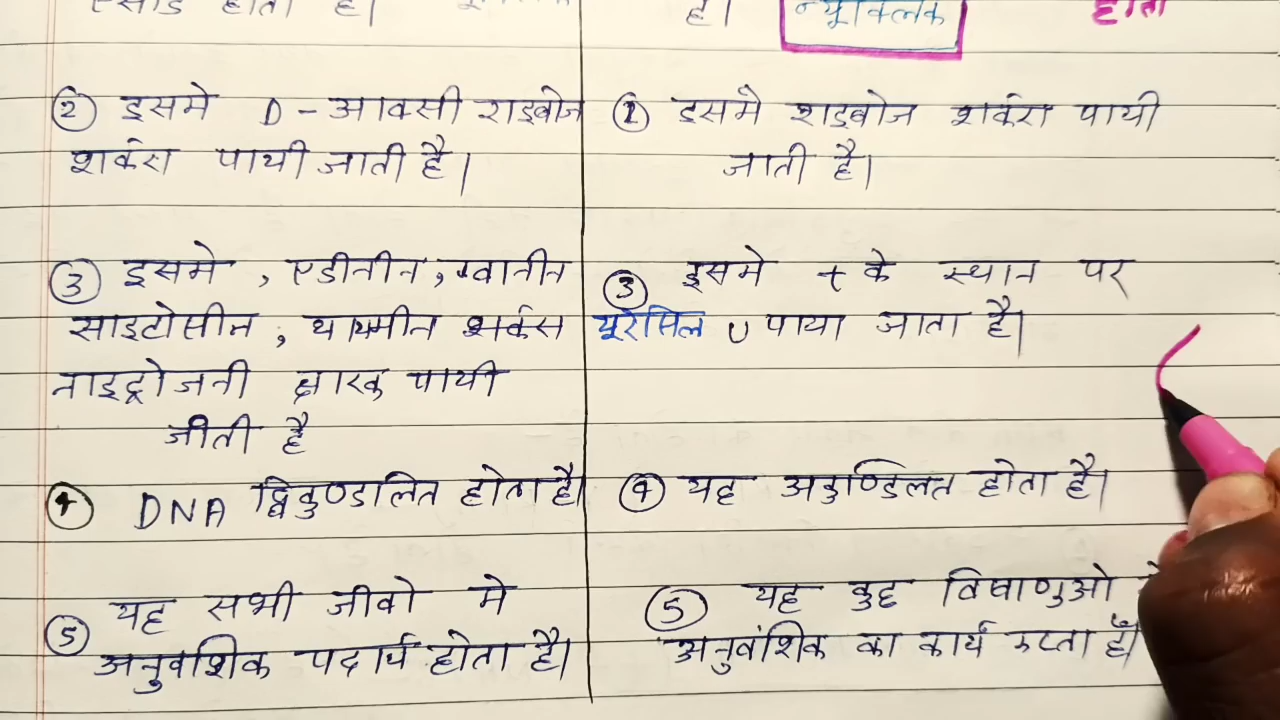 होता है।
है। न्यूक्लिक होता
② इसमे D - आक्सी राइबोज
शर्करा पायी जाती है।
② इसमे राइबोज शर्करा पायी
जाती है।
③ इसमे , एडीनीन, ग्वानीन
साइटोसीन, थायमीन शर्करा
नाइट्रोजनी क्षारक पायी
जीती है
③ इसमे t के स्थान पर
यूरेसिल U पाया जाता है।
④ DNA द्विकुण्डलित होता है।
④ यह अकुण्डिलत होता है।
⑤ यह सभी जीवो मे
अनुवशिक पदार्थ होता है।
⑤ यह कुछ विषाणुओ
अनुवंशिक का कार्य करता है।